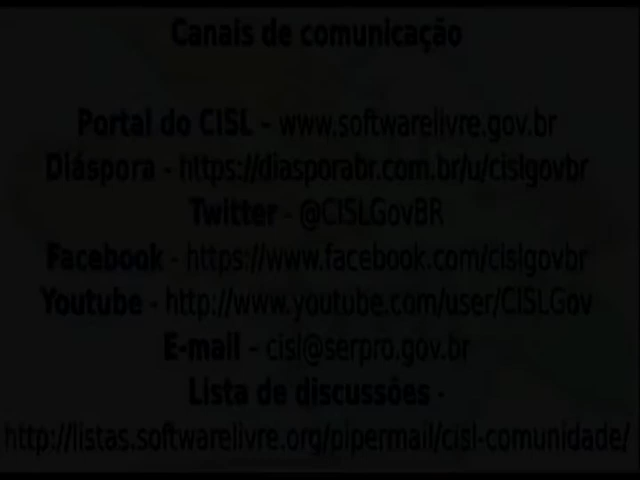 Canais de comunicação
Portal do CISL - www.softwarelivre.gov.br
Diáspora - https://diasporabr.com.br/u/cislgovbr
Twitter - @CISLGovBR
Facebook - https://www.facebook.com/cislgovbr
Youtube - http://www.youtube.com/user/CISLGov
E-mail - cisl@serpro.gov.br
Lista de discussões -
http://listas.softwarelivre.org/pipermail/cisl-comunidade/